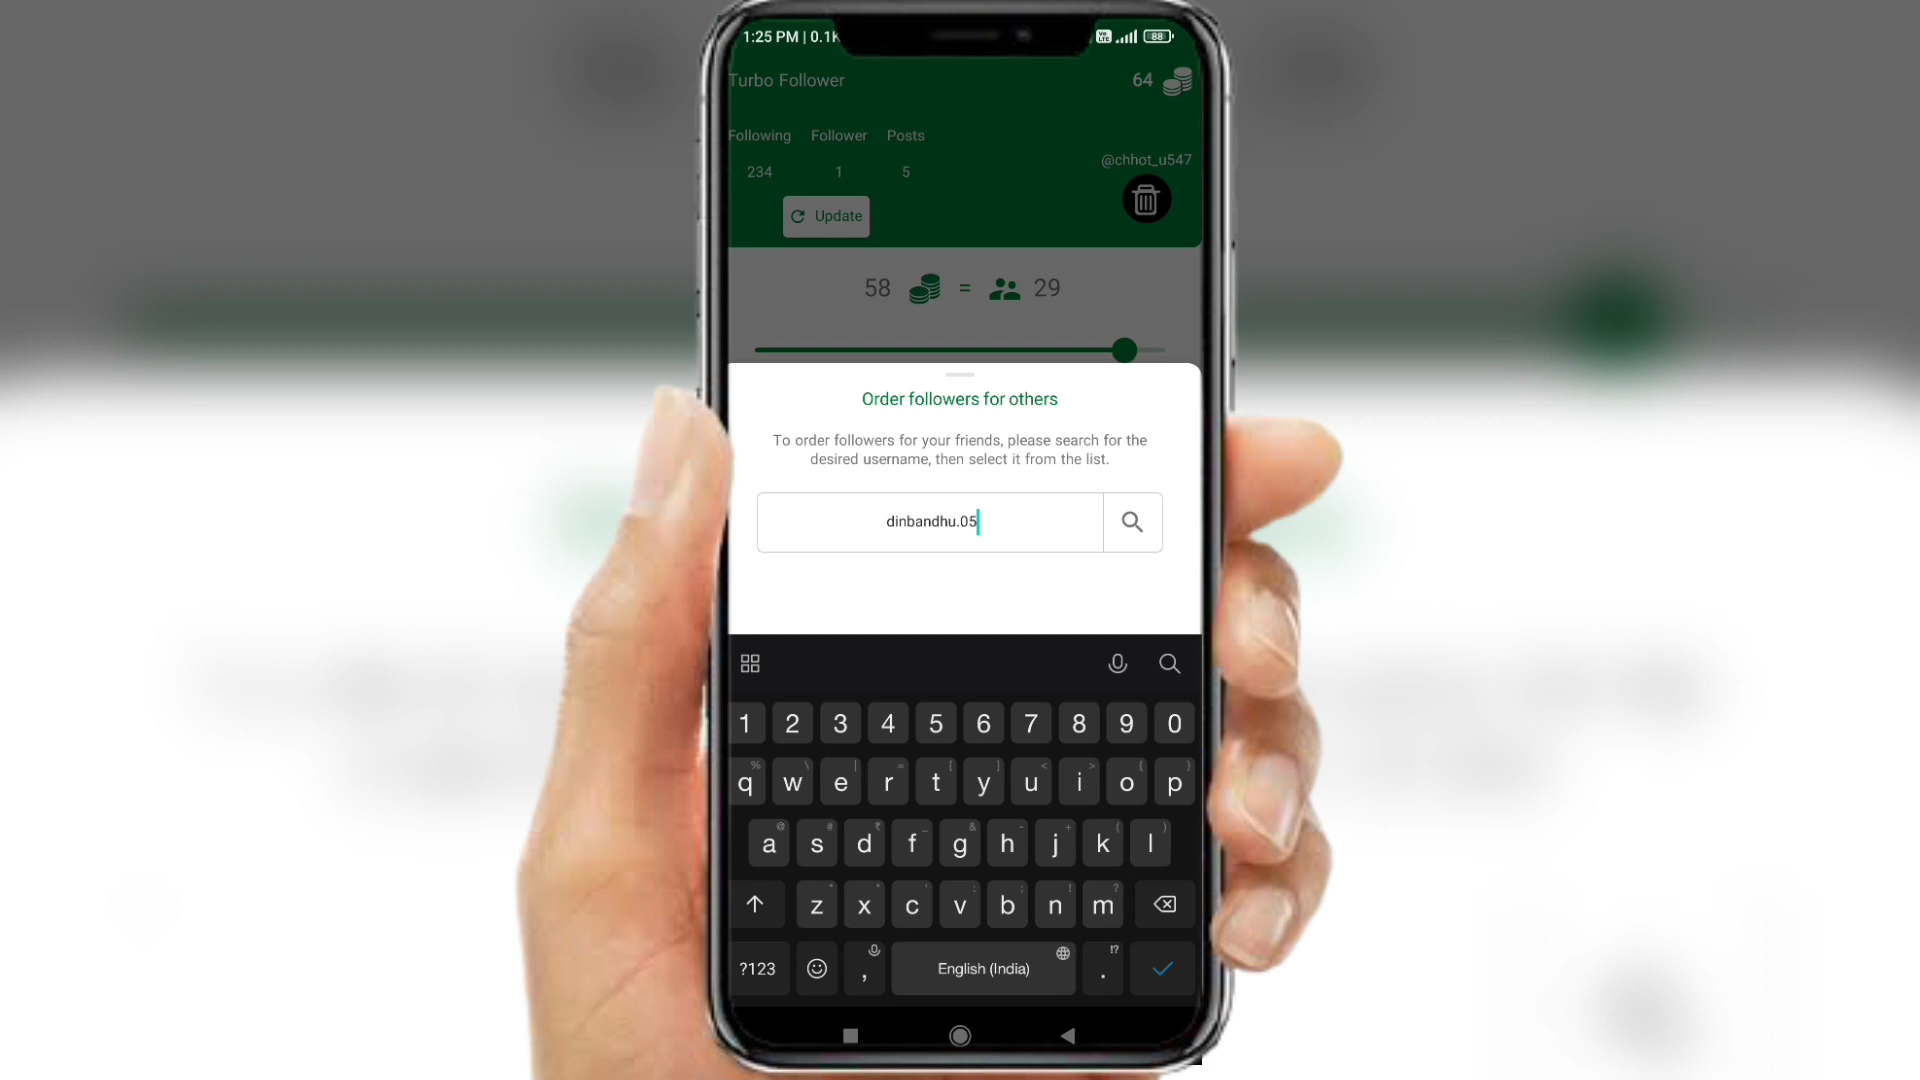 1:25 PM | 0.1K
88
Turbo Follower
64
Following Follower Posts
@chhot_u547
234 1 5
Update
58 = 29
Order followers for others
To order followers for your friends, please search for the
desired username, then select it from the list.
dinbandhu.05
1 2 3 4 5 6 7 8 9 0
q w e r t y u i o p
a s d f g h j k l
z x c v b n m
?123 , English (India) .